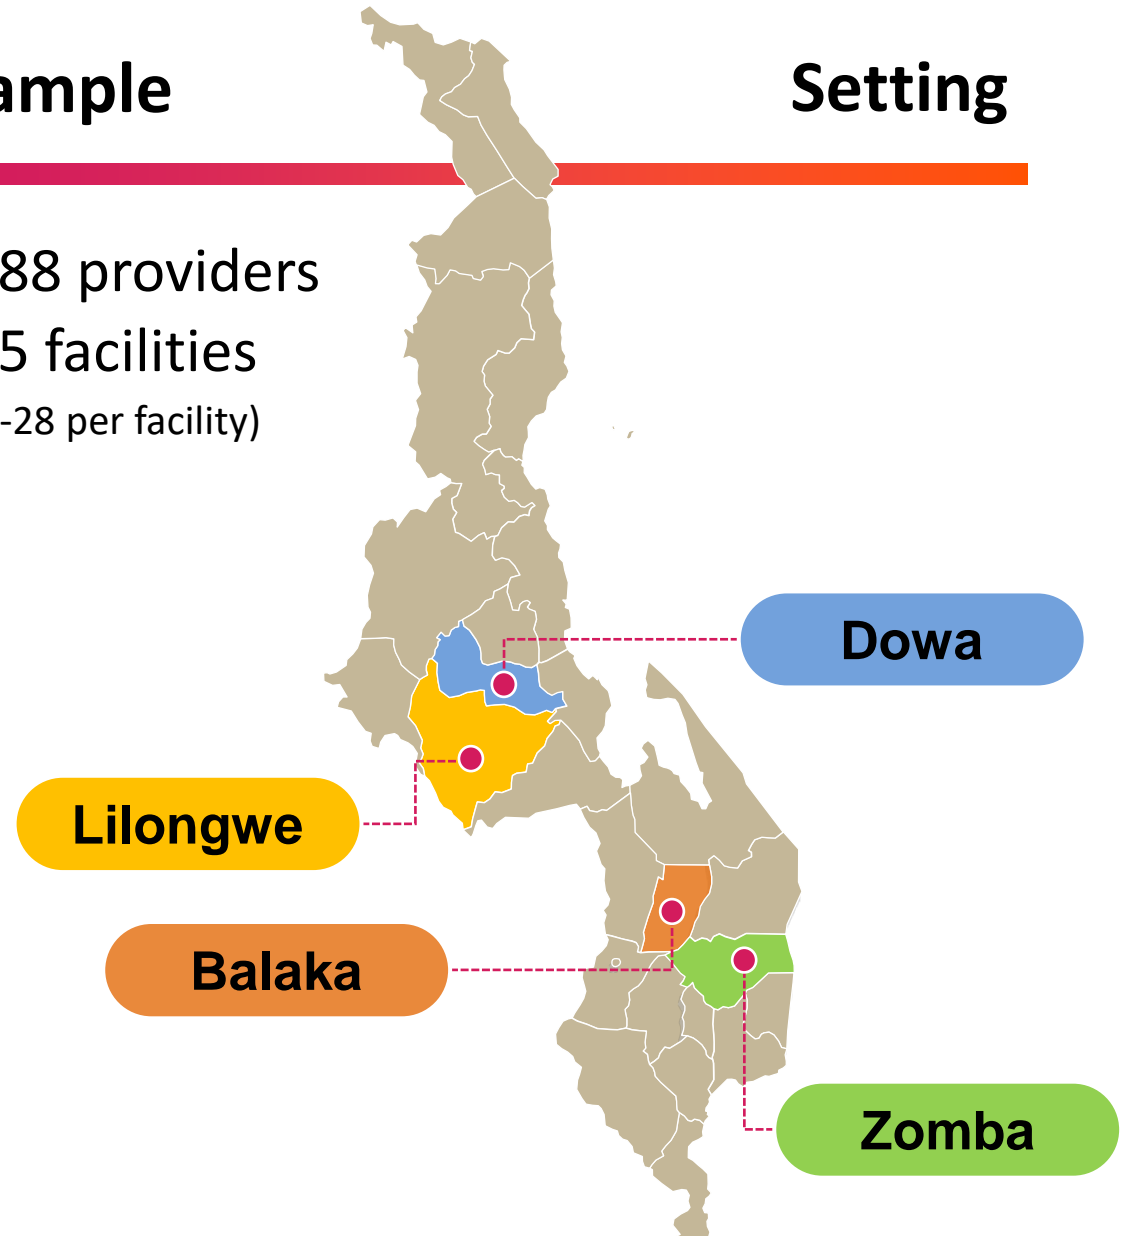 ample
Setting
88 providers
5 facilities
-28 per facility)
Dowa
Lilongwe
Balaka
Zomba